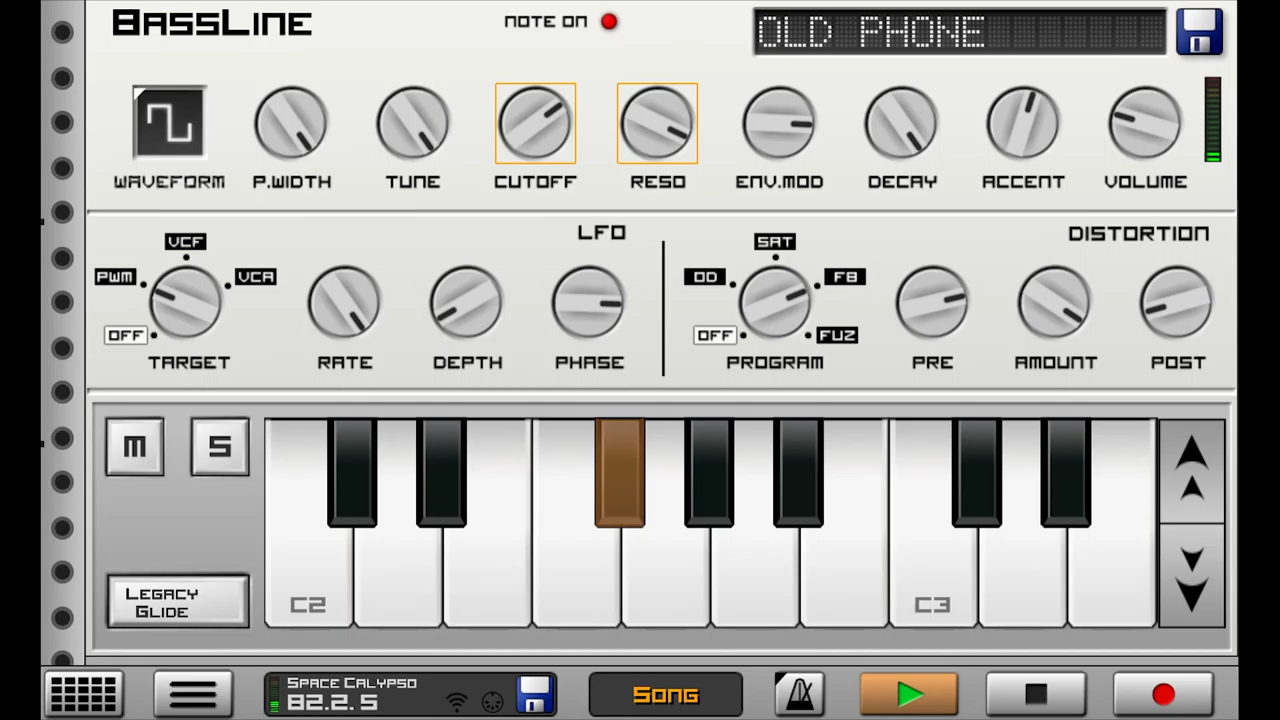 BassLine
NOTE ON
OLD PHONE
WAVEFORM P.WIDTH TUNE CUTOFF RESO ENV.MOD DECAY ACCENT VOLUME
LFO
DISTORTION
VCF
PWM
VCA
OFF
TARGET RATE DEPTH PHASE
SAT
OD
FB
OFF
FUZ
PROGRAM PRE AMOUNT POST
M S
Legacy
Glide
C2 C3
Space Calypso
82.2.5
Song